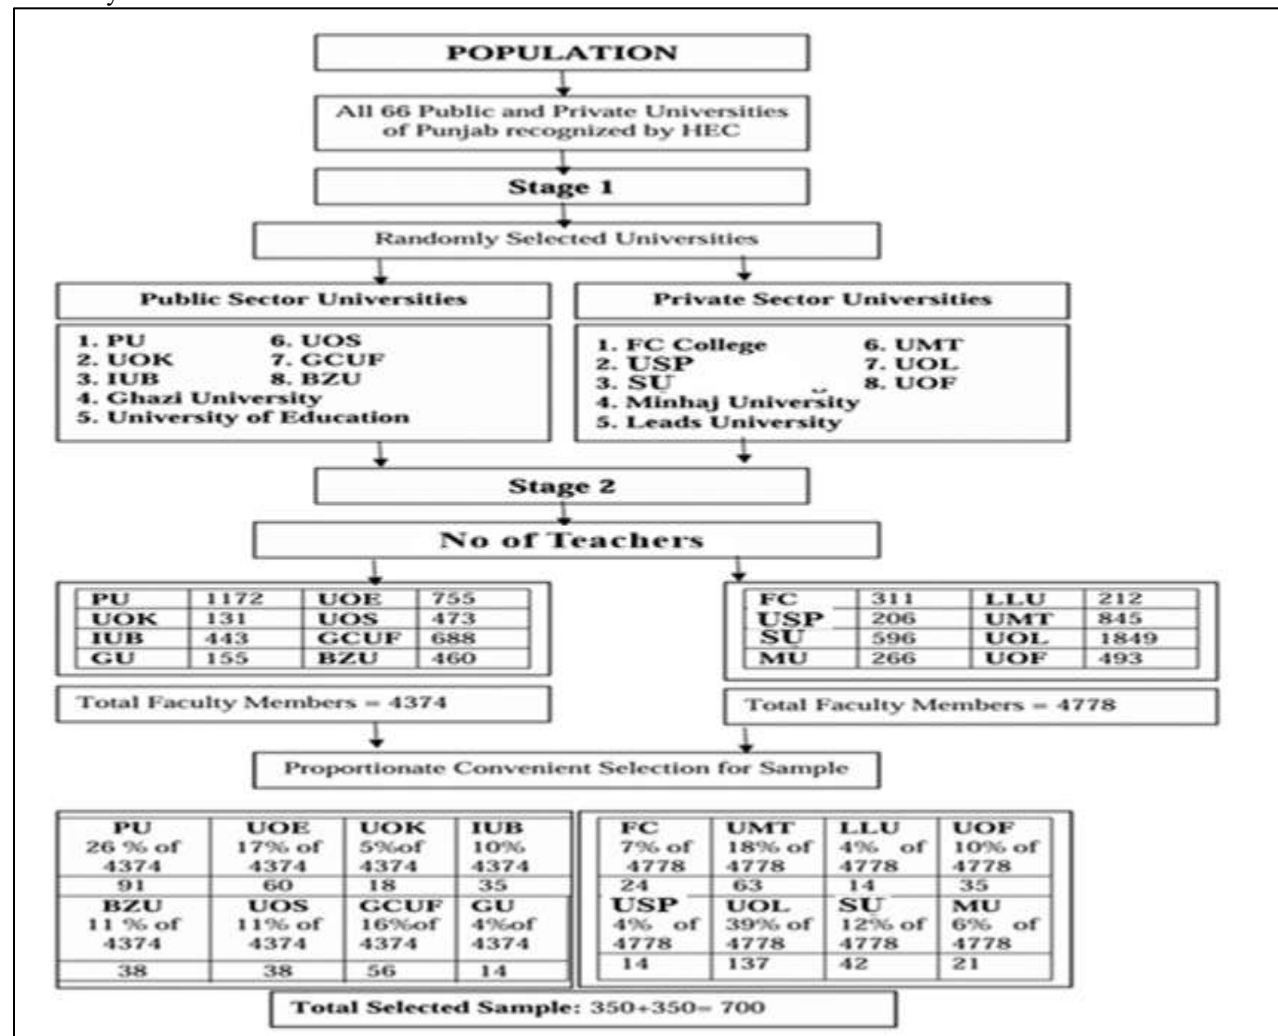 POPULATION
All 66 Public and Private Universities
of Punjab recognized by HEC
Stage 1
Randomly Selected Universities
Public Sector Universities
1. PU 6. UOS
2. UOK 7. GCUF
3. IUB 8. BZU
4. Ghazi University
5. University of Education
Private Sector Universities
1. FC College 6. UMT
2. USP 7. UOL
3. SU 8. UOF
4. Minhaj University
5. Leads University
Stage 2
No of Teachers
PU 1172 UOE 755
UOK 131 UOS 473
IUB 443 GCUF 688
GU 155 BZU 460
Total Faculty Members = 4374
FC 311 LLU 212
USP 206 UMT 845
SU 596 UOL 1849
MU 266 UOF 493
Total Faculty Members = 4778
Proportionate Convenient Selection for Sample
PU UOE UOK IUB
26 % of 17% of 5%of 10%
4374 4374 4374 4374
91 60 18 35
BZU UOS GCUF GU
11 % of 11% of 16%of 4%of
4374 4374 4374 4374
38 38 56 14
FC UMT LLU UOF
7% of 18% of 4% of 10% of
4778 4778 4778 4778
24 63 14 35
USP UOL SU MU
4% of 39% of 12% of 6% of
4778 4778 4778 4778
14 137 42 21
Total Selected Sample: 350+350= 700